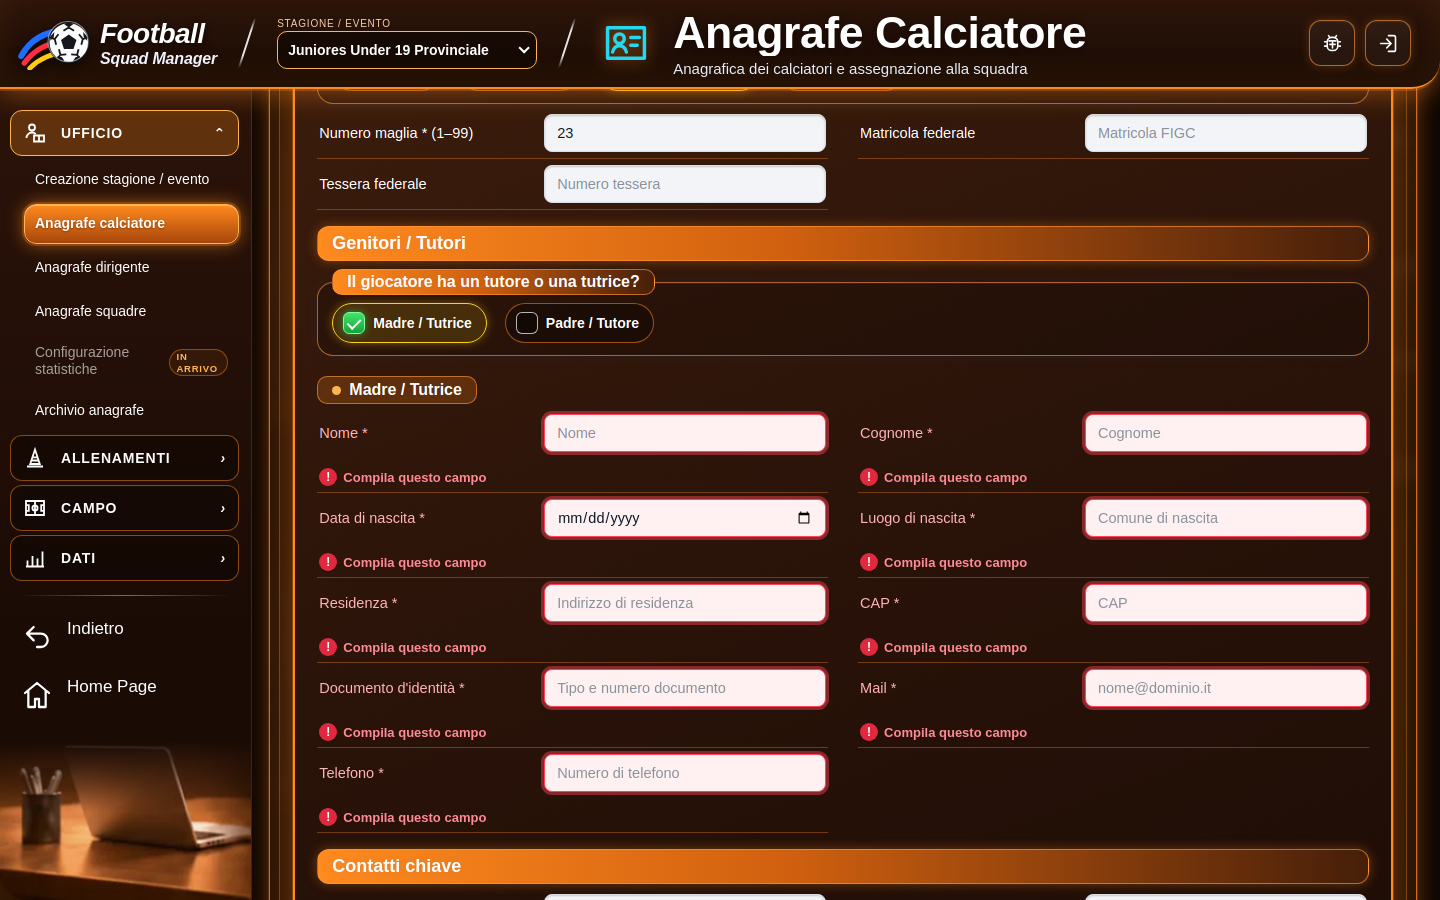 Football
Squad Manager
STAGIONE / EVENTO
Juniores Under 19 Provinciale
Anagrafe Calciatore
Anagrafica dei calciatori e assegnazione alla squadra
UFFICIO
Creazione stagione / evento
Anagrafe calciatore
Anagrafe dirigente
Anagrafe squadre
Configurazione
statistiche
IN
ARRIVO
Archivio anagrafe
ALLENAMENTI
CAMPO
DATI
Indietro
Home Page
Numero maglia * (1–99)
23
Matricola federale
Matricola FIGC
Tessera federale
Numero tessera
Genitori / Tutori
Il giocatore ha un tutore o una tutrice?
Madre / Tutrice
Padre / Tutore
Madre / Tutrice
Nome *
Nome
Cognome *
Cognome
! Compila questo campo
! Compila questo campo
Data di nascita *
mm/dd/yyyy
Luogo di nascita *
Comune di nascita
! Compila questo campo
! Compila questo campo
Residenza *
Indirizzo di residenza
CAP *
CAP
! Compila questo campo
! Compila questo campo
Documento d'identità *
Tipo e numero documento
Mail *
nome@dominio.it
! Compila questo campo
! Compila questo campo
Telefono *
Numero di telefono
! Compila questo campo
Contatti chiave